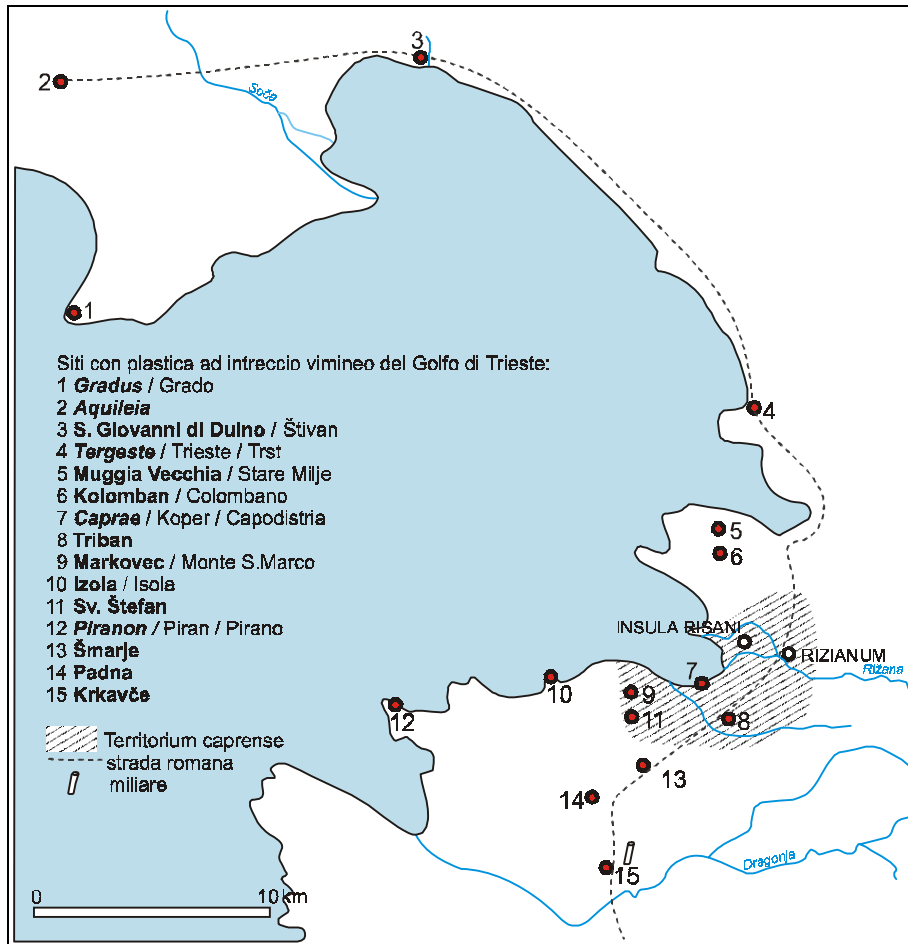 3
2
Soča
1
Siti con plastica ad intreccio vimineo del Golfo di Trieste:
1 Gradus / Grado
2 Aquileia
3 S. Giovanni di Duino / Štivan
4 Tergeste / Trieste / Trst
5 Muggia Vecchia / Stare Milje
6 Kolomban / Colombano
7 Caprae / Koper / Capodistria
8 Triban
9 Markovec / Monte S.Marco
10 Izola / Isola
11 Sv. Štefan
12 Piranon / Piran / Pirano
13 Šmarje
14 Padna
15 Krkavče
Territorium caprense
strada romana
miliare
0 10 km
4
5
6
INSULA RISANI
RIZIANUM
Rižana
7
10
9
12
11
8
13
14
15
Dragonja